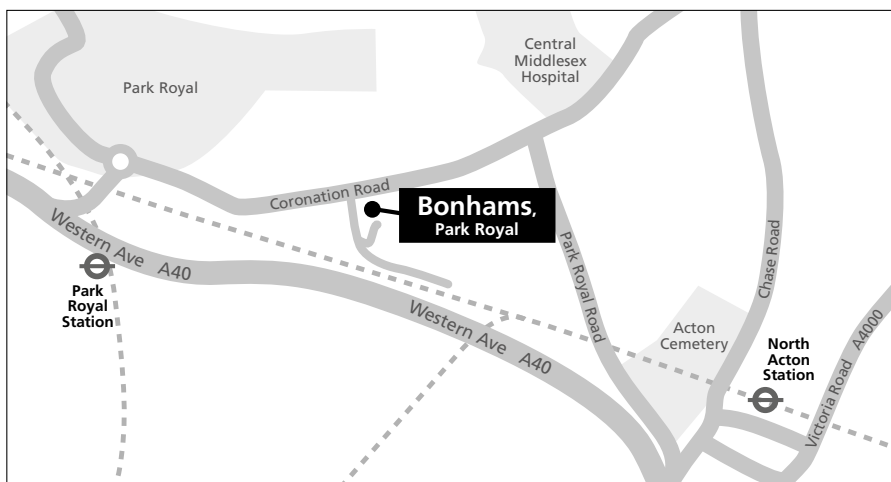 Central
Middlesex
Hospital
Park Royal
Coronation Road
Bonhams,
Park Royal
Western Ave A40
Park
Royal
Station
Park Royal Road
Chase Road
Western Ave A40
Acton
Cemetery
North
Acton
Station
Victoria Road A4000